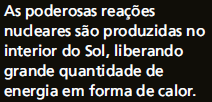 As poderosas reações
nucleares são produzidas no
interior do Sol, liberando
grande quantidade de
energia em forma de calor.